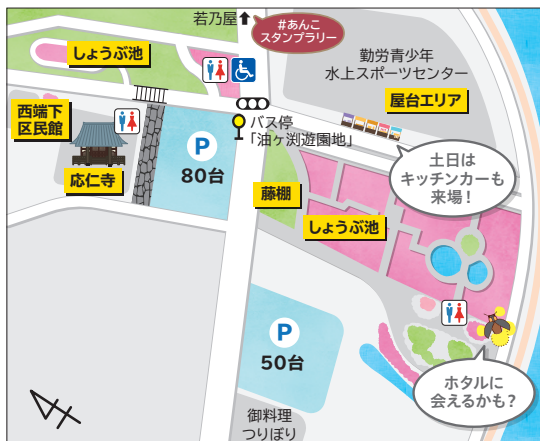 若乃屋
#あんこ
スタンプラリー
しょうぶ池
勤労青少年
水上スポーツセンター
屋台エリア
西端下
区民館
バス停
「油ヶ渕遊園地」
P
80台
応仁寺
土日は
キッチンカーも
来場!
藤棚
しょうぶ池
P
50台
ホタルに
会えるかも?
御料理
つりぼり